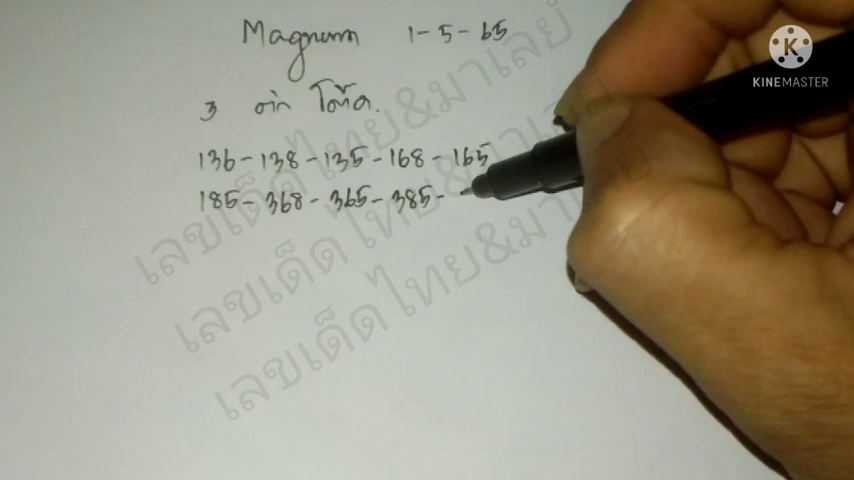 Magnum 1-5-65
3 ตัว โต๊ด.
136-138-135-168-165
185-368-365-385-
เลขเด็ดไทย&มาเลย์
เลขเด็ดไทย&มาเลย์
เลขเด็ดไทย&มาเลย์
KINEMASTER